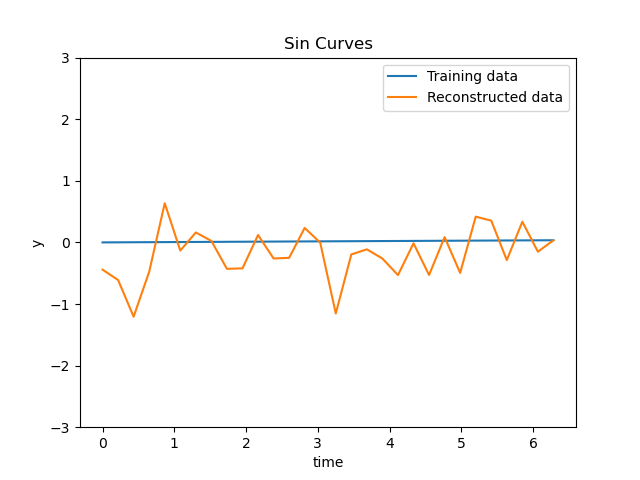 Sin Curves
Training data
Reconstructed data
3
2
1
0
−1
−2
−3
y
0 1 2 3 4 5 6
time